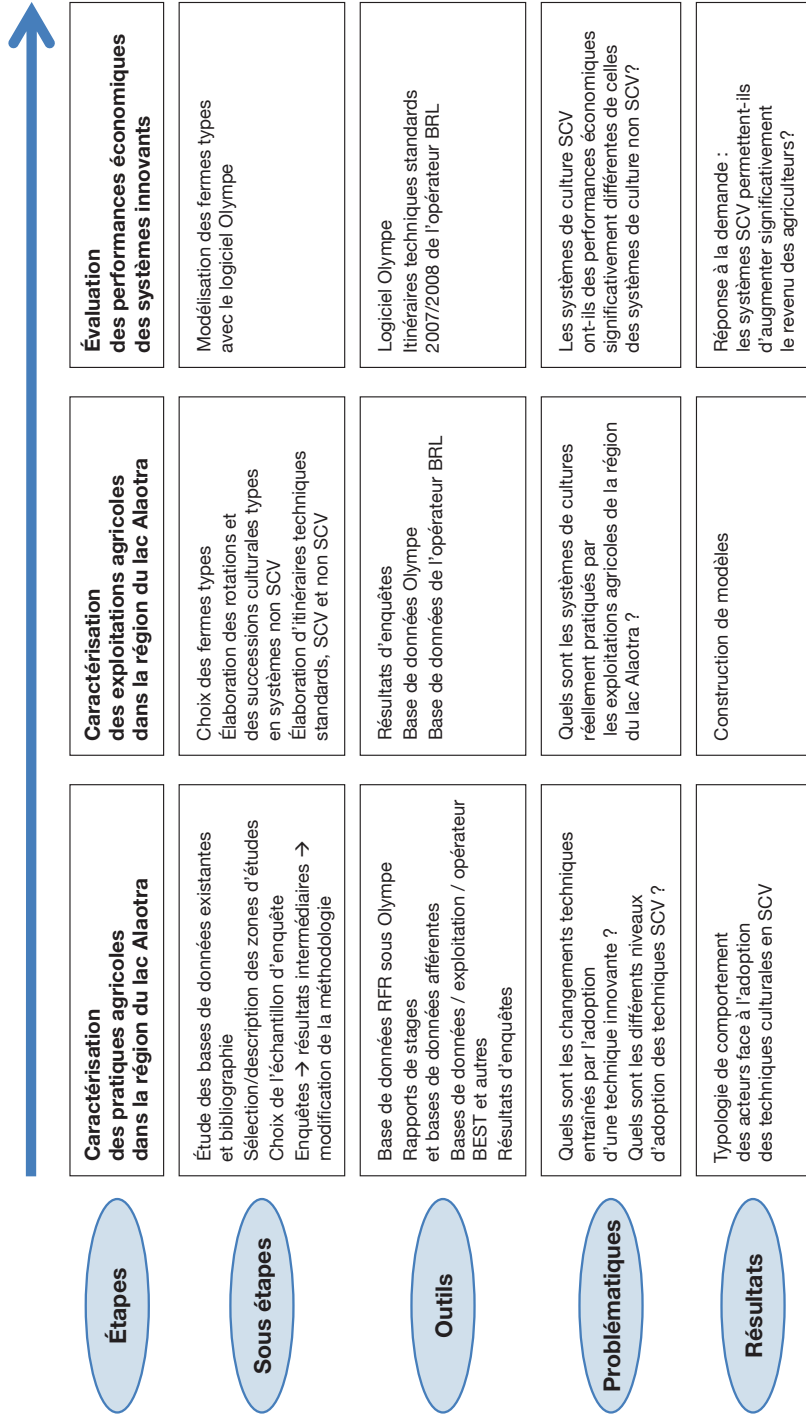 Étapes
Caractérisation
des pratiques agricoles
dans la région du lac Alaotra
Caractérisation
des exploitations agricoles
dans la région du lac Alaotra
Évaluation
des performances économiques
des systèmes innovants
Sous étapes
Étude des bases de données existantes
et bibliographie
Sélection/description des zones d'études
Choix de l'échantillon d'enquête
Enquêtes → résultats intermédiaires →
modification de la méthodologie
Choix des fermes types
Élaboration des rotations et
des successions culturales types
en systèmes non SCV
Élaboration d'itinéraires techniques
standards, SCV et non SCV
Modélisation des fermes types
avec le logiciel Olympe
Outils
Base de données RFR sous Olympe
Rapports de stages
et bases de données afférentes
Bases de données / exploitation / opérateur
BEST et autres
Résultats d'enquêtes
Résultats d'enquêtes
Base de données Olympe
Base de données de l'opérateur BRL
Logiciel Olympe
Itinéraires techniques standards
2007/2008 de l'opérateur BRL
Problématiques
Quels sont les changements techniques
entraînés par l'adoption
d'une technique innovante ?
Quels sont les différents niveaux
d'adoption des techniques SCV ?
Quels sont les systèmes de cultures
réellement pratiqués par
les exploitations agricoles de la région
du lac Alaotra ?
Les systèmes de culture SCV
ont-ils des performances économiques
significativement différentes de celles
des systèmes de culture non SCV?
Résultats
Typologie de comportement
des acteurs face à l'adoption
des techniques culturales en SCV
Construction de modèles
Réponse à la demande :
les systèmes SCV permettent-ils
d'augmenter significativement
le revenu des agriculteurs?